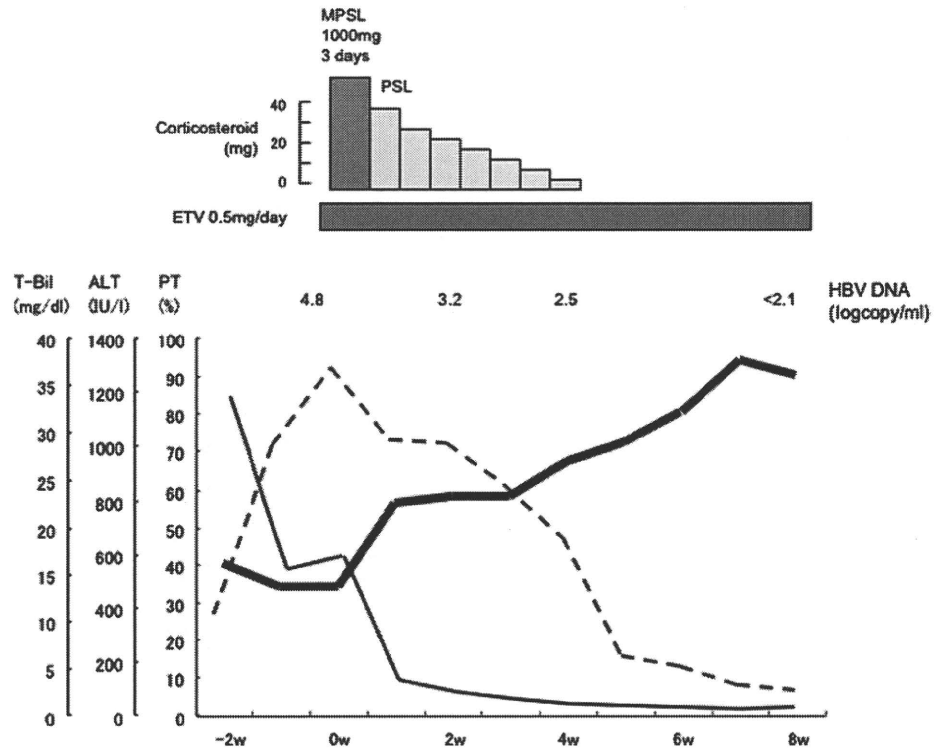 MPSL
1000mg
3 days
PSL
Corticosteroid
(mg)
40
20
0
ETV 0.5mg/day
T-Bil
(mg/dl)
ALT
(IU/l)
PT
(%)
4.8 3.2 2.5 <2.1
HBV DNA
(logcopy/ml)
40
35
30
25
20
15
10
5
0
1400
1200
1000
800
600
400
200
0
100
90
80
70
60
50
40
30
20
10
0
-2w 0w 2w 4w 6w 8w